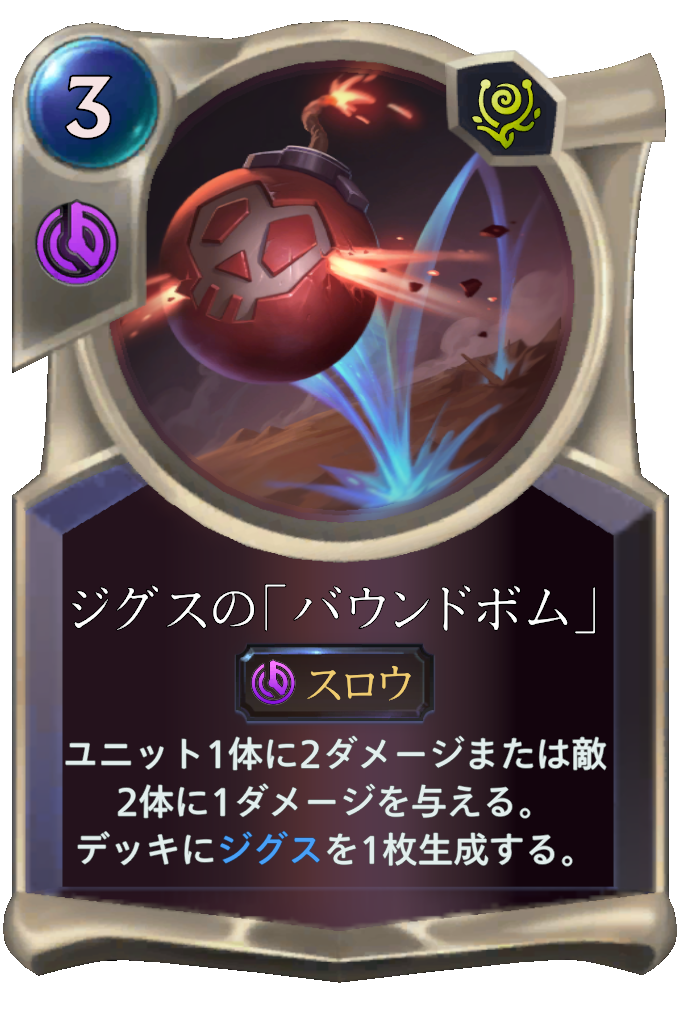 3
ジグスの「バウンドボム」
スロウ
ユニット1体に2ダメージまたは敵
2体に1ダメージを与える。
デッキにジグスを1枚生成する。